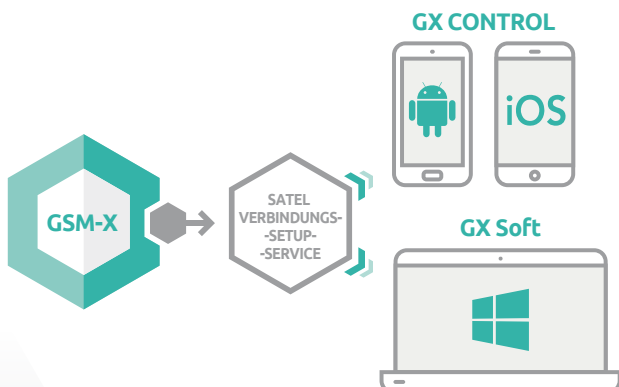 GX CONTROL
iOS
GSM-X
SATEL
VERBINDUNGS-
-SETUP-
-SERVICE
GX Soft